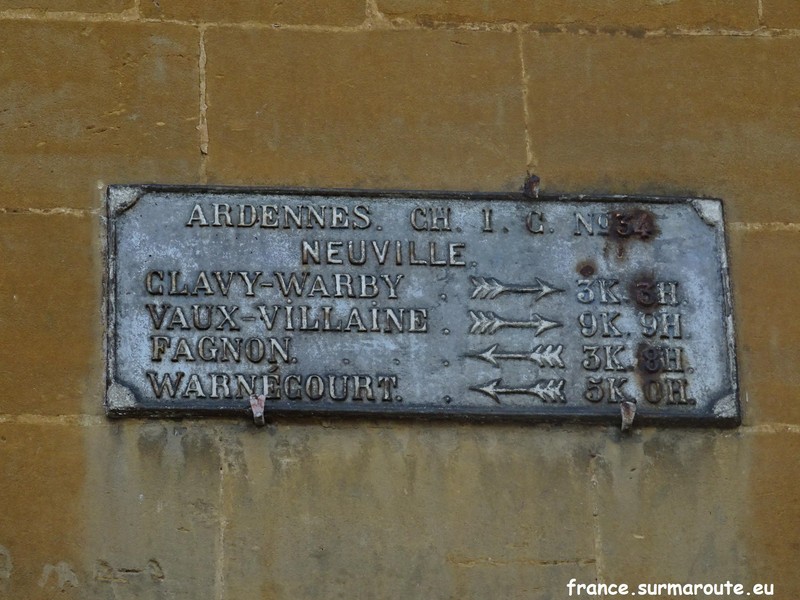 ARDENNES. CH. I. G. No34
NEUVILLE.
CLAVY-WARBY . 3K.3H.
VAUX-VILLAINE . 9K.9H.
FAGNON. . . . 3K.8H.
WARNÉCOURT. . 5K.0H.
france.surmaroute.eu